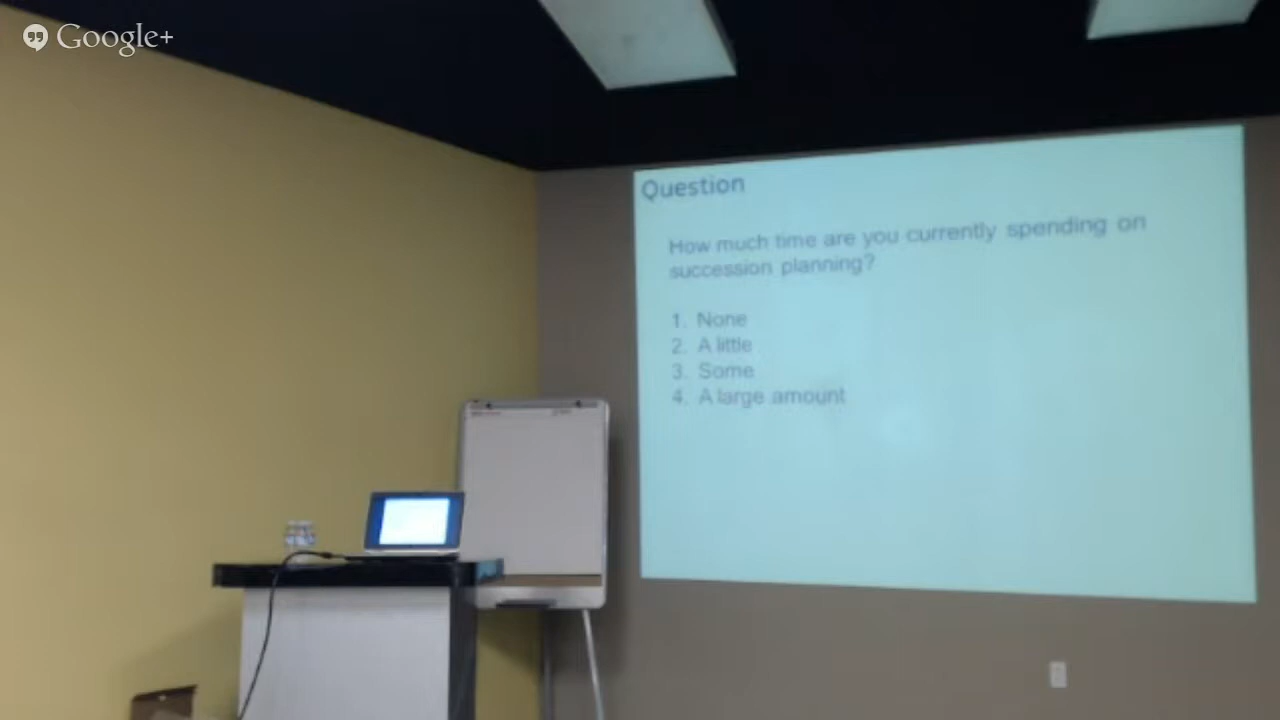 Google+
Question
How much time are you currently spending on
succession planning?
1. None
2. A little
3. Some
4. A large amount